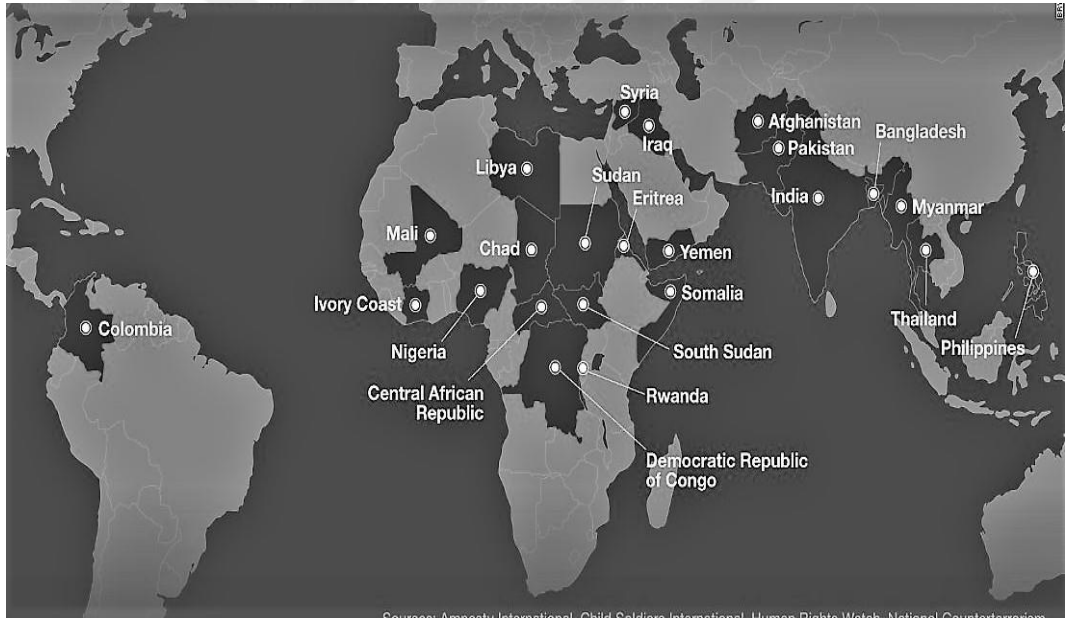 Syria
Afghanistan
Bangladesh
Iraq
Pakistan
Libya
Sudan
India
Eritrea
Myanmar
Mali
Chad
Yemen
Ivory Coast
Somalia
Colombia
Thailand
Nigeria
South Sudan
Philippines
Central African
Republic
Rwanda
Democratic Republic
of Congo
Sources: Amnesty International, Child Soldiers International, Human Rights Watch, National Counterterrorism